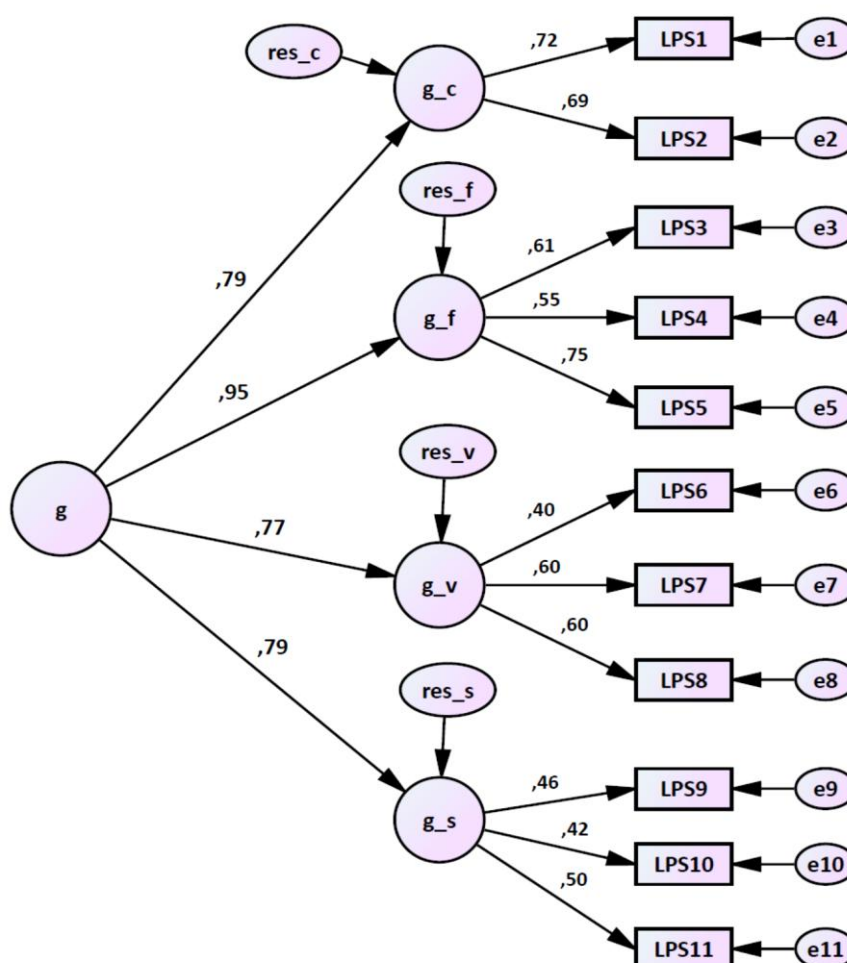 res_c
g_c
,72
LPS1
e1
,69
LPS2
e2
res_f
,79
g_f
,61
LPS3
e3
,55
LPS4
e4
,75
LPS5
e5
,95
res_v
g
,77
g_v
,40
LPS6
e6
,60
LPS7
e7
,60
LPS8
e8
,79
res_s
g_s
,46
LPS9
e9
,42
LPS10
e10
,50
LPS11
e11